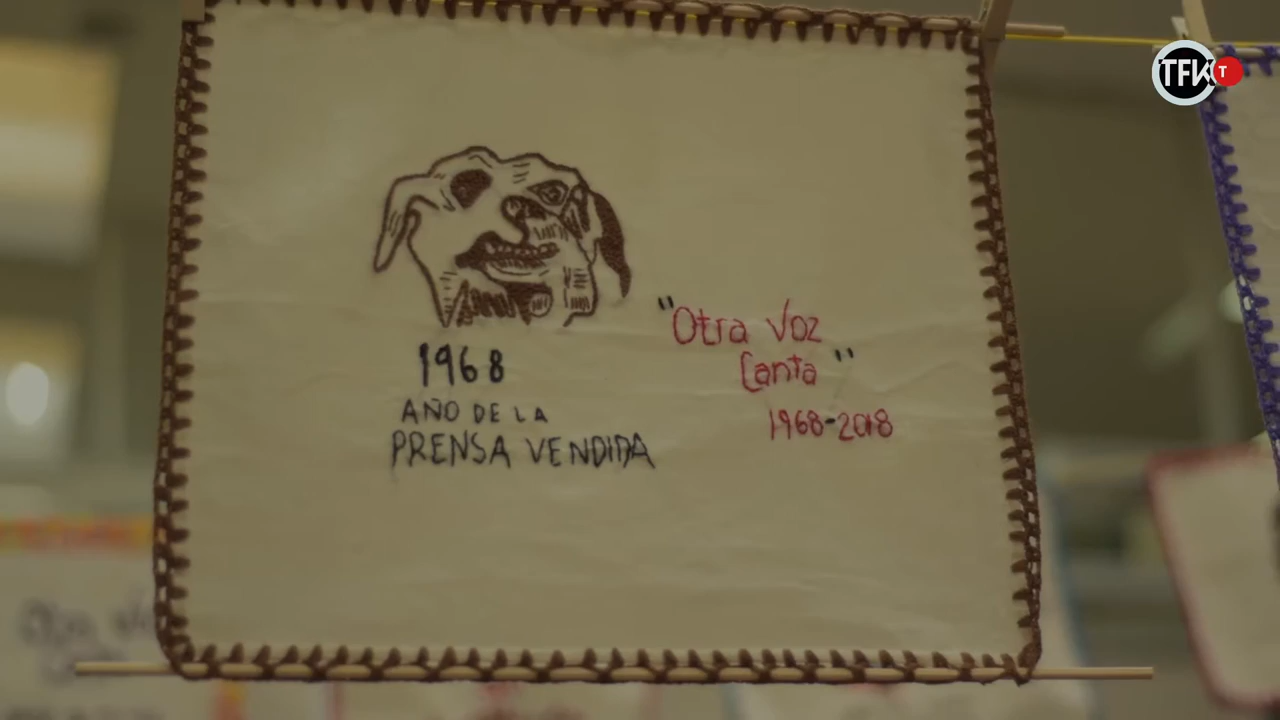 TFK T
1968
AÑO DE LA
PRENSA VENDIDA
"Otra Voz
Canta"
1968-2018